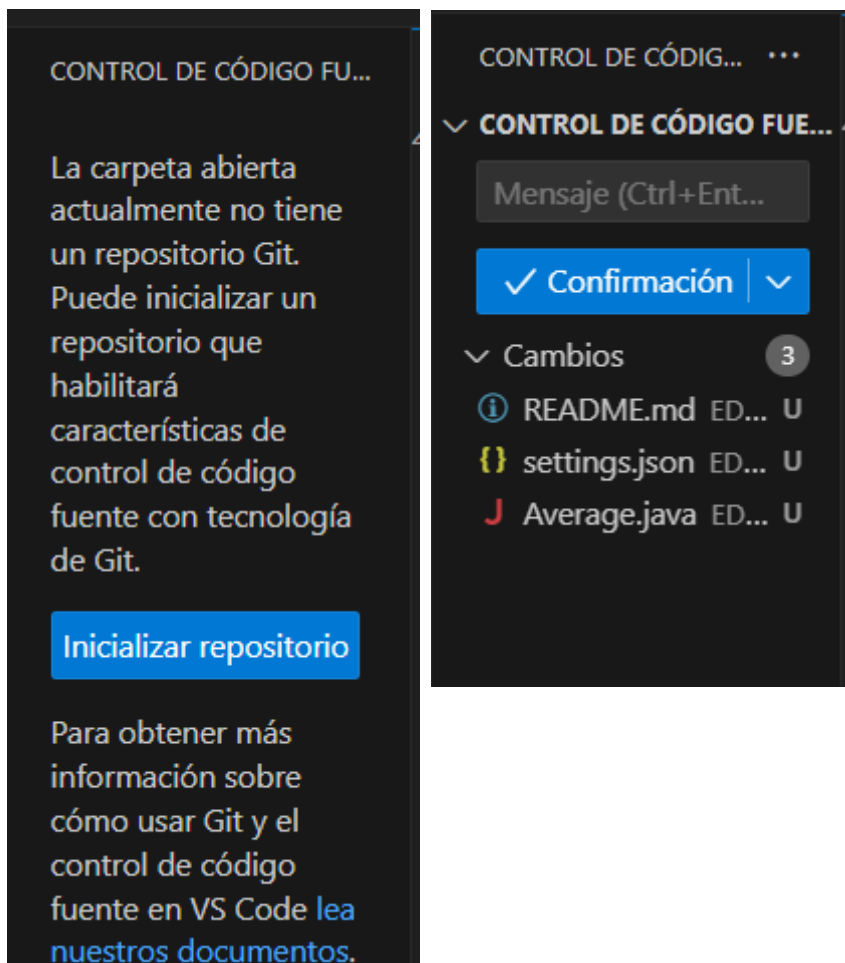 CONTROL DE CÓDIGO FU...
La carpeta abierta
actualmente no tiene
un repositorio Git.
Puede inicializar un
repositorio que
habilitará
características de
control de código
fuente con tecnología
de Git.
Inicializar repositorio
Para obtener más
información sobre
cómo usar Git y el
control de código
fuente en VS Code lea
nuestros documentos.
CONTROL DE CÓDIG... ···
CONTROL DE CÓDIGO FUE...
Mensaje (Ctrl+Ent...
Confirmación
Cambios 3
README.md ED... U
{} settings.json ED... U
J Average.java ED... U